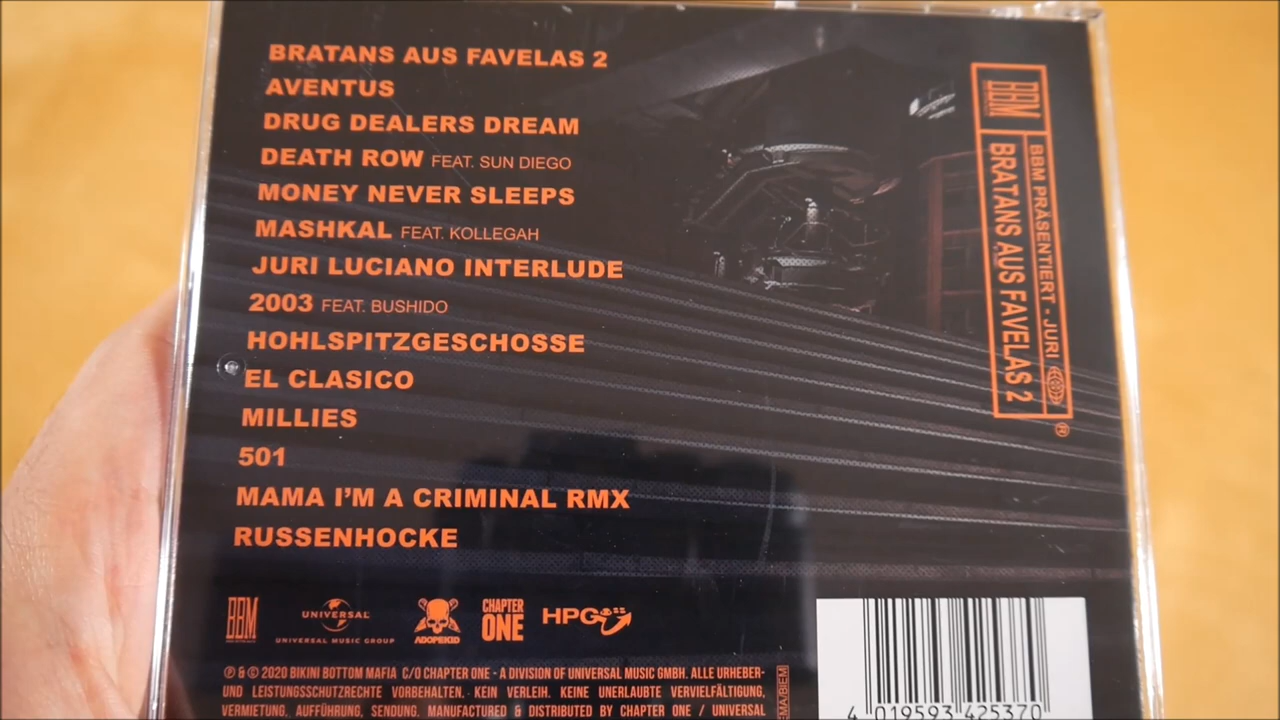 BRATANS AUS FAVELAS 2
AVENTUS
DRUG DEALERS DREAM
DEATH ROW FEAT. SUN DIEGO
MONEY NEVER SLEEPS
MASHKAL FEAT. KOLLEGAH
JURI LUCIANO INTERLUDE
2003 FEAT. BUSHIDO
HOHLSPITZGESCHOSSE
EL CLASICO
MILLIES
501
MAMA I'M A CRIMINAL RMX
RUSSENHOCKE
BBM
BBM PRÄSENTIERT - JURI
BRATANS AUS FAVELAS 2
®
BBM
UNIVERSAL
UNIVERSAL MUSIC GROUP
ADOPEKID
CHAPTER
ONE
HPG
℗ & © 2020 BIKINI BOTTOM MAFIA C/O CHAPTER ONE - A DIVISION OF UNIVERSAL MUSIC GMBH. ALLE URHEBER-
UND LEISTUNGSSCHUTZRECHTE VORBEHALTEN. KEIN VERLEIH. KEINE UNERLAUBTE VERVIELFÄLTIGUNG,
VERMIETUNG, AUFFÜHRUNG, SENDUNG. MANUFACTURED & DISTRIBUTED BY CHAPTER ONE / UNIVERSAL
4 019593 425370